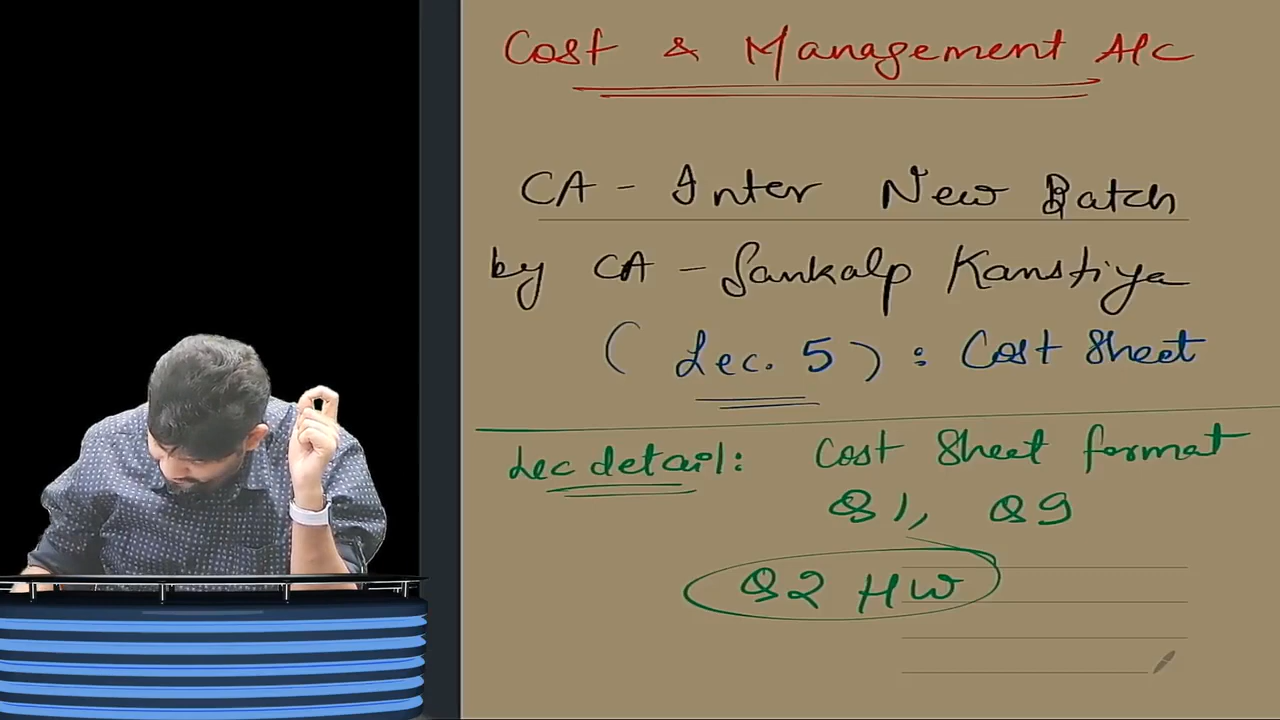 Cost & Management A/c
CA - Inter New Batch
by CA - Sankalp Kanstiya
(Lec. 5) : Cost Sheet
Lec detail: Cost Sheet format
Q1, Q9
Q2 HW